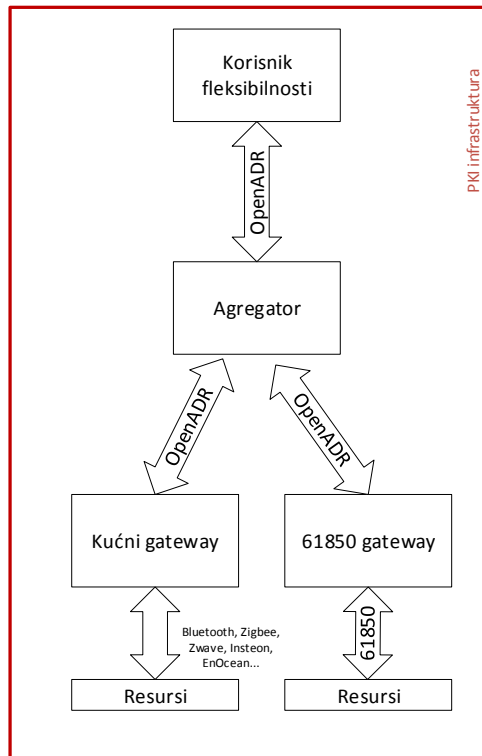 Korisnik
fleksibilnosti
PKI infrastruktura
OpenADR
Agregator
OpenADR
OpenADR
Kućni gateway
61850 gateway
Bluetooth, Zigbee,
Zwave, Insteon,
EnOcean...
61850
Resursi
Resursi